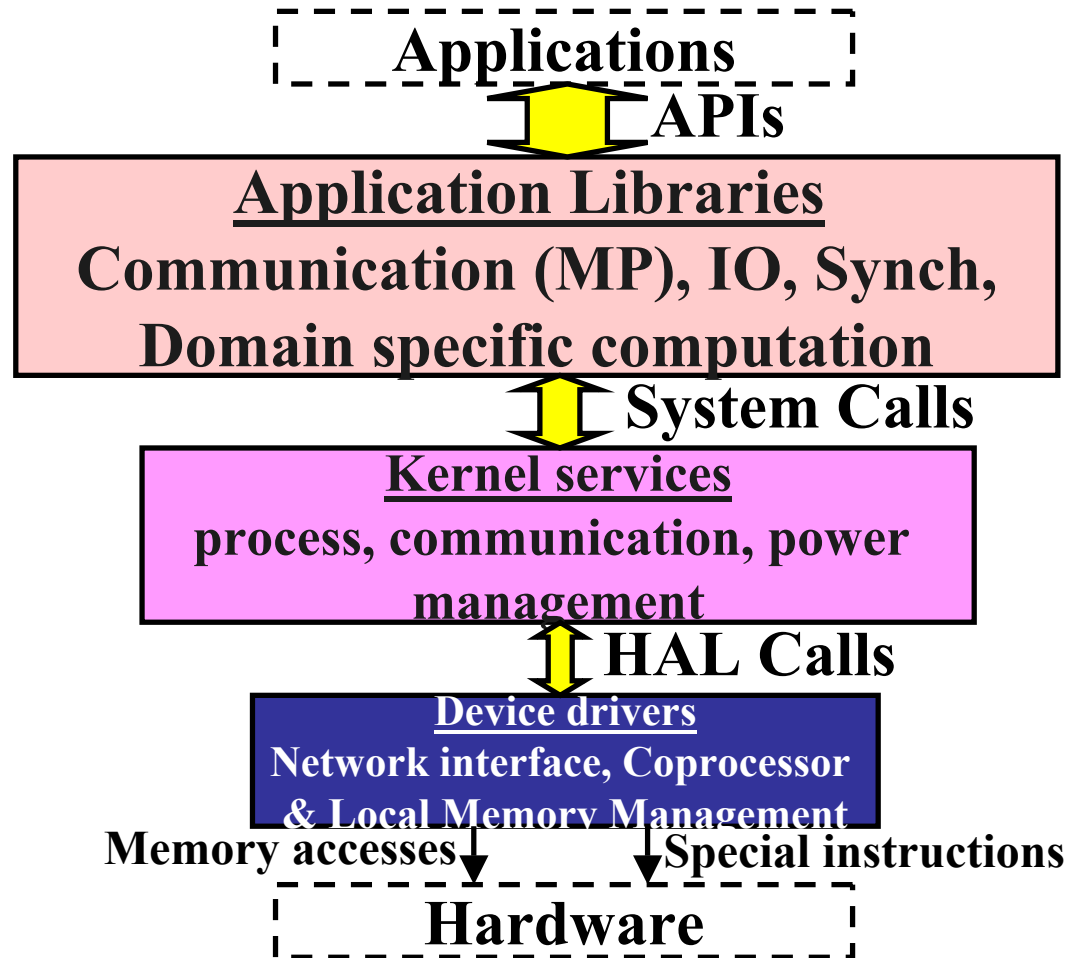 Applications
APIs
Application Libraries
Communication (MP), IO, Synch,
Domain specific computation
System Calls
Kernel services
process, communication, power
management
HAL Calls
Device drivers
Network interface, Coprocessor
& Local Memory Management
Memory accesses
Special instructions
Hardware